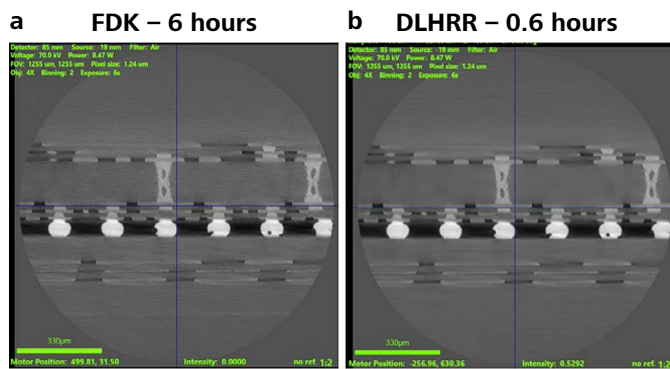 a FDK – 6 hours
Detector: 85 mm Source: -19 mm Filter: Air
Voltage: 70.0 kV Power: 8.47 W
FOV: 1255 um, 1255 um Pixel size: 1.24 um
Obj: 4X Binning: 2 Exposure: 6s
330μm
Motor Position: 499.81, 31.50 Intensity: 0.0000 no ref. 1:2
b DLHRR – 0.6 hours
Detector: 85 mm Source: -19 mm Filter: Air
Voltage: 70.0 kV Power: 8.47 W
FOV: 1255 um, 1255 um Pixel size: 1.24 um
Obj: 4X Binning: 2 Exposure: 6s
330μm
Motor Position: -256.96, 630.36 Intensity: 0.5292 no ref. 1:2